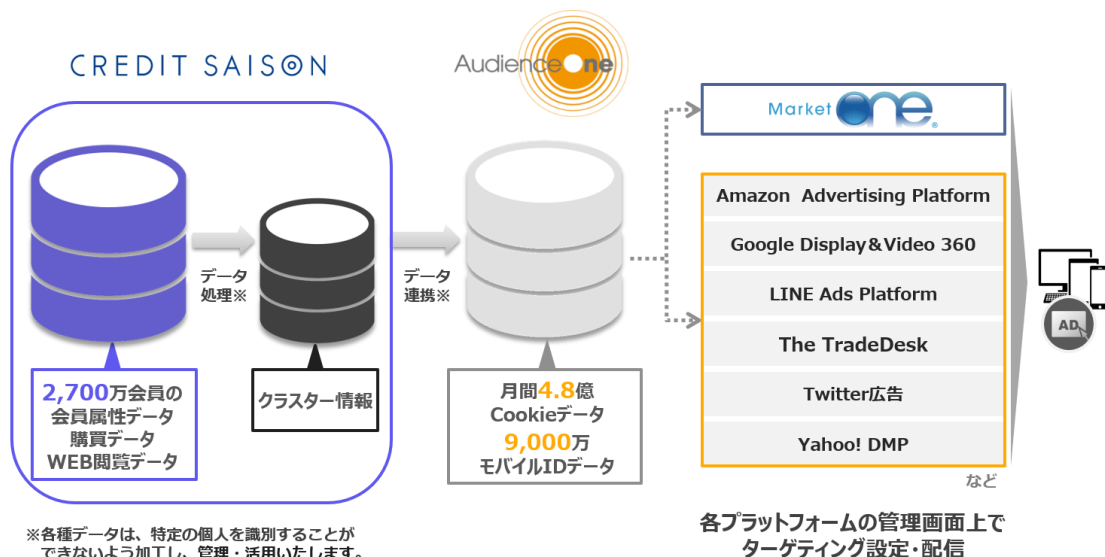 CREDIT SAISON
AudienceOne
Market one®
Amazon Advertising Platform
Google Display&Video 360
LINE Ads Platform
The TradeDesk
Twitter広告
Yahoo! DMP
など
データ
処理※
データ
連携※
AD
2,700万会員の
会員属性データ
購買データ
WEB閲覧データ
クラスター情報
月間4.8億
Cookieデータ
9,000万
モバイルIDデータ
各プラットフォームの管理画面上で
ターゲティング設定・配信
※各種データは、特定の個人を識別することが
できないよう加工し、管理・活用いたします。